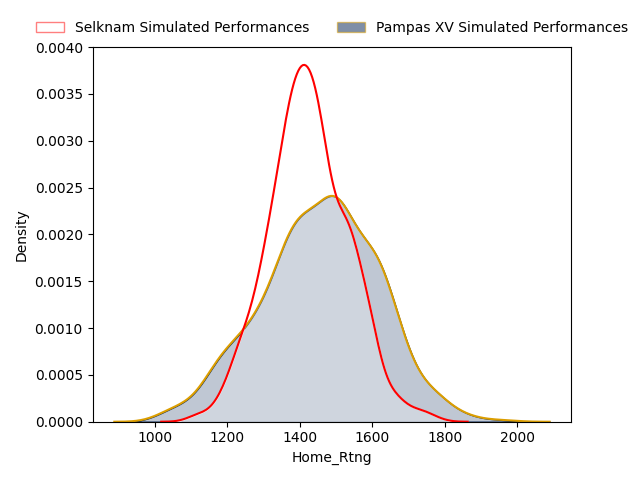 Selknam Simulated Performances Pampas XV Simulated Performances
0.0040
0.0035
0.0030
0.0025
0.0020
0.0015
0.0010
0.0005
0.0000
Density
1000 1200 1400 1600 1800 2000
Home_Rtng